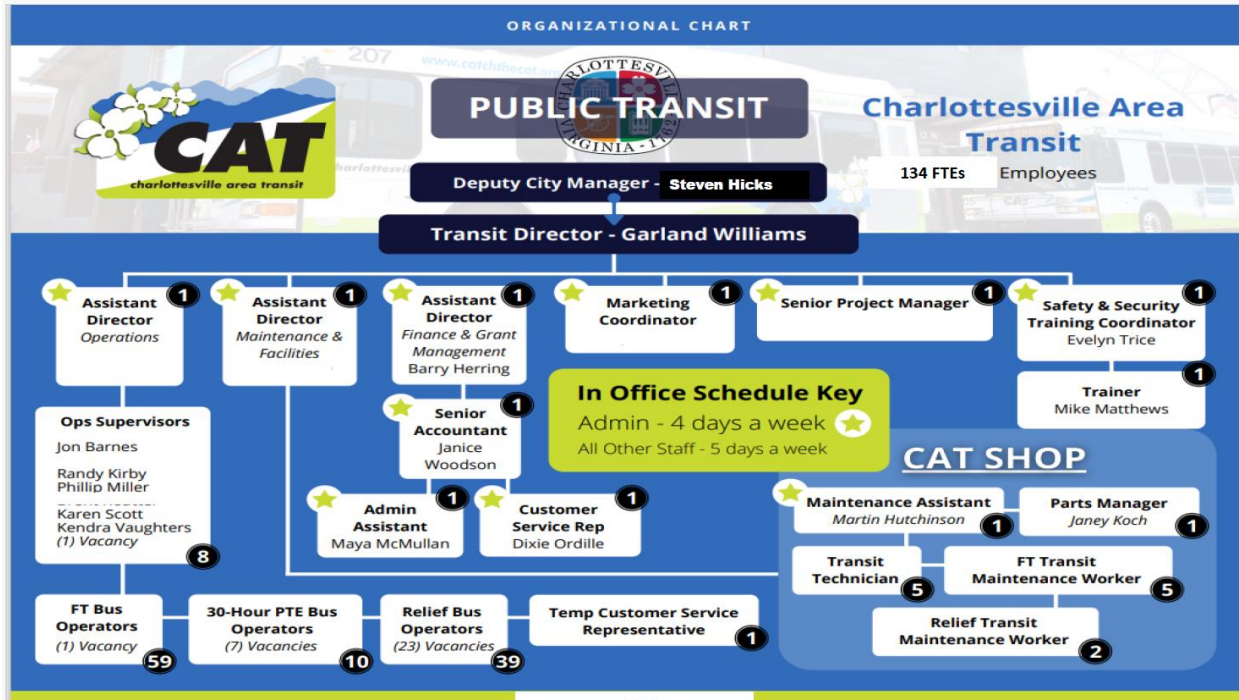 ORGANIZATIONAL CHART
207
www.catchthecat.org
CHARLOTTESVILLE
VIRGINIA - 1762
CAT
charlottesville area transit
PUBLIC TRANSIT
Charlottesville Area
Transit
134 FTEs Employees
Deputy City Manager - Steven Hicks
Transit Director - Garland Williams
Assistant
Director
Operations
1
Assistant
Director
Maintenance &
Facilities
1
Assistant
Director
Finance & Grant
Management
Barry Herring
1
Marketing
Coordinator
1
Senior Project Manager
1
Safety & Security
Training Coordinator
Evelyn Trice
1
Trainer
Mike Matthews
1
Ops Supervisors
Jon Barnes
Randy Kirby
Phillip Miller
Karen Scott
Kendra Vaughters
(1) Vacancy
8
Senior
Accountant
Janice
Woodson
1
Admin
Assistant
Maya McMullan
1
Customer
Service Rep
Dixie Ordille
1
In Office Schedule Key
Admin - 4 days a week
All Other Staff - 5 days a week
CAT SHOP
Maintenance Assistant
Martin Hutchinson
1
Parts Manager
Janey Koch
1
Transit
Technician
5
FT Transit
Maintenance Worker
5
Relief Transit
Maintenance Worker
2
FT Bus
Operators
(1) Vacancy
59
30-Hour PTE Bus
Operators
(7) Vacancies
10
Relief Bus
Operators
(23) Vacancies
39
Temp Customer Service
Representative
1